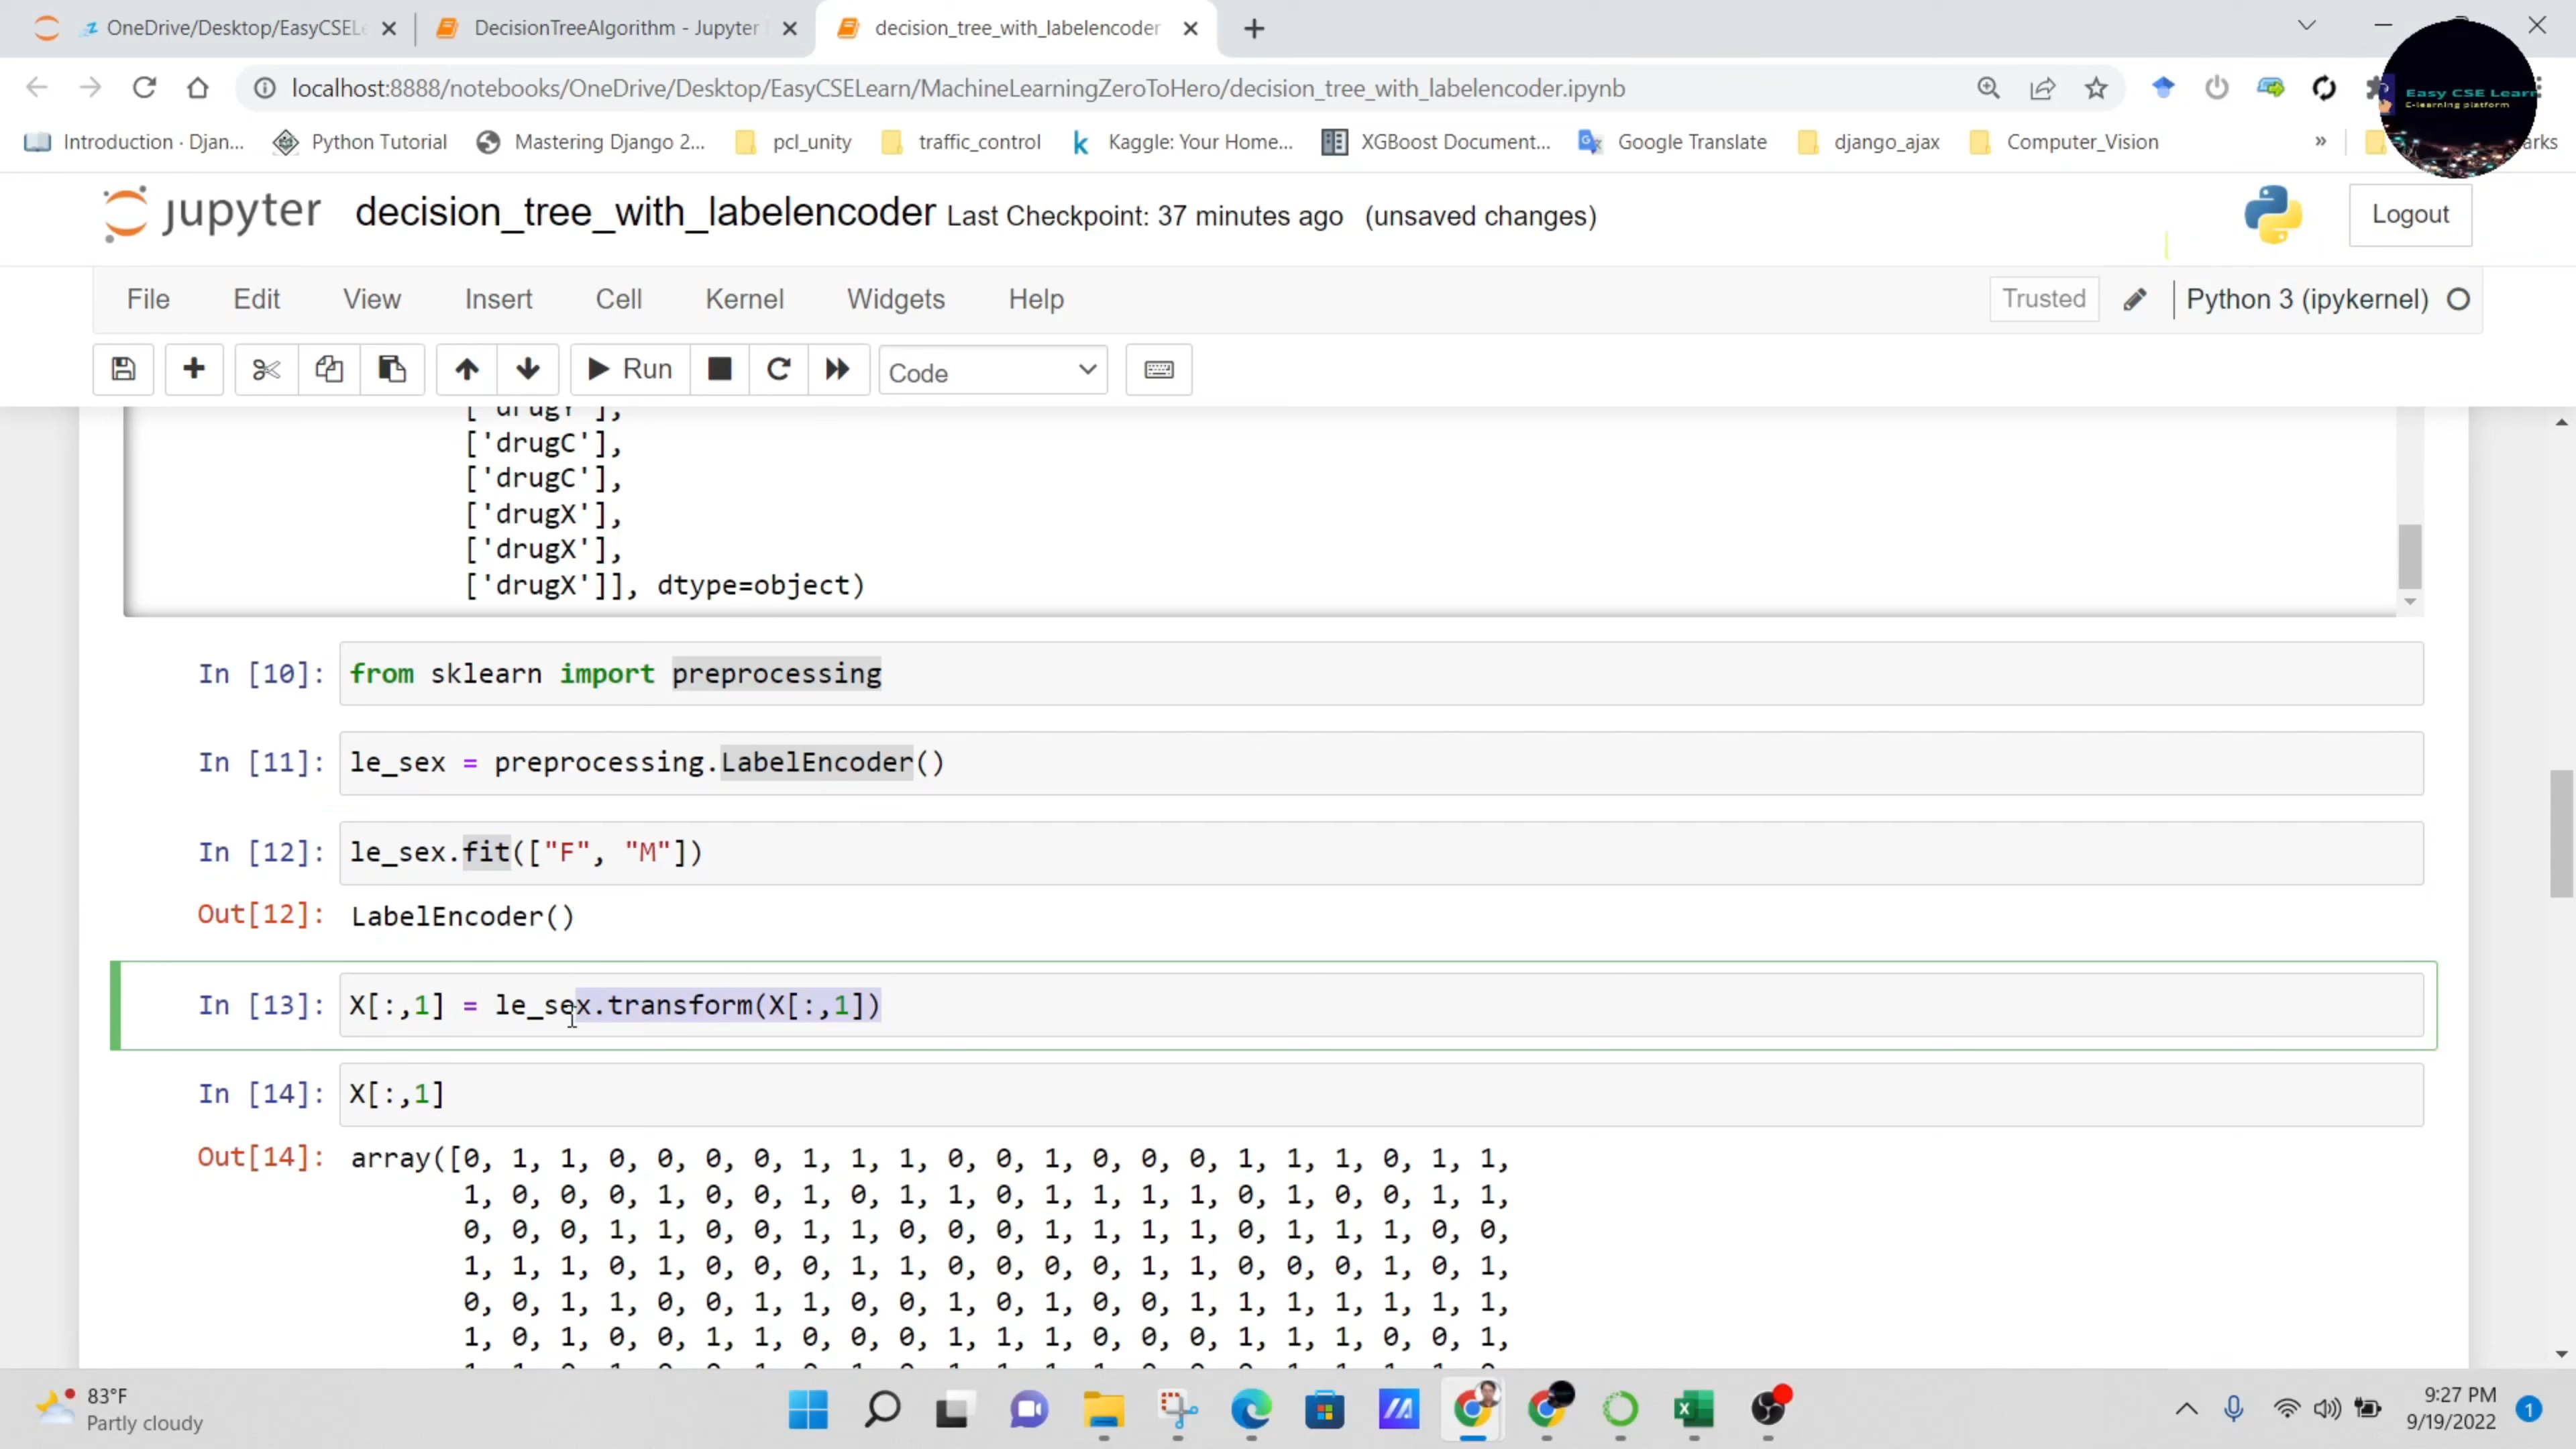 OneDrive/Desktop/EasyCSELe
DecisionTreeAlgorithm - Jupyter
decision_tree_with_labelencoder
localhost:8888/notebooks/OneDrive/Desktop/EasyCSELearn/MachineLearningZeroToHero/decision_tree_with_labelencoder.ipynb
Easy CSE Learn
E-learning platform
Introduction · Djan...
Python Tutorial
Mastering Django 2...
pcl_unity
traffic_control
Kaggle: Your Home...
XGBoost Document...
Google Translate
django_ajax
Computer_Vision
»
arks
jupyter decision_tree_with_labelencoder Last Checkpoint: 37 minutes ago (unsaved changes)
Logout
File Edit View Insert Cell Kernel Widgets Help
Trusted
Python 3 (ipykernel)
Run
Code
['drugY'],
['drugC'],
['drugC'],
['drugX'],
['drugX'],
['drugX']], dtype=object)
In [10]: from sklearn import preprocessing
In [11]: le_sex = preprocessing.LabelEncoder()
In [12]: le_sex.fit(["F", "M"])
Out[12]: LabelEncoder()
In [13]: X[:,1] = le_sex.transform(X[:,1])
In [14]: X[:,1]
Out[14]: array([0, 1, 1, 0, 0, 0, 0, 1, 1, 1, 0, 0, 1, 0, 0, 0, 1, 1, 1, 0, 1, 1,
1, 0, 0, 0, 1, 0, 0, 1, 0, 1, 1, 0, 1, 1, 1, 1, 0, 1, 0, 0, 1, 1,
0, 0, 0, 1, 1, 0, 0, 1, 1, 0, 0, 0, 1, 1, 1, 1, 0, 1, 1, 1, 0, 0,
1, 1, 1, 0, 1, 0, 0, 0, 1, 1, 0, 0, 0, 0, 1, 1, 0, 0, 0, 1, 0, 1,
0, 0, 1, 1, 0, 0, 1, 1, 0, 0, 1, 0, 1, 0, 0, 1, 1, 1, 1, 1, 1, 1,
1, 0, 1, 0, 0, 1, 1, 0, 0, 0, 1, 1, 1, 0, 0, 0, 1, 1, 1, 0, 0, 1,
83°F
Partly cloudy
9:27 PM
9/19/2022
1